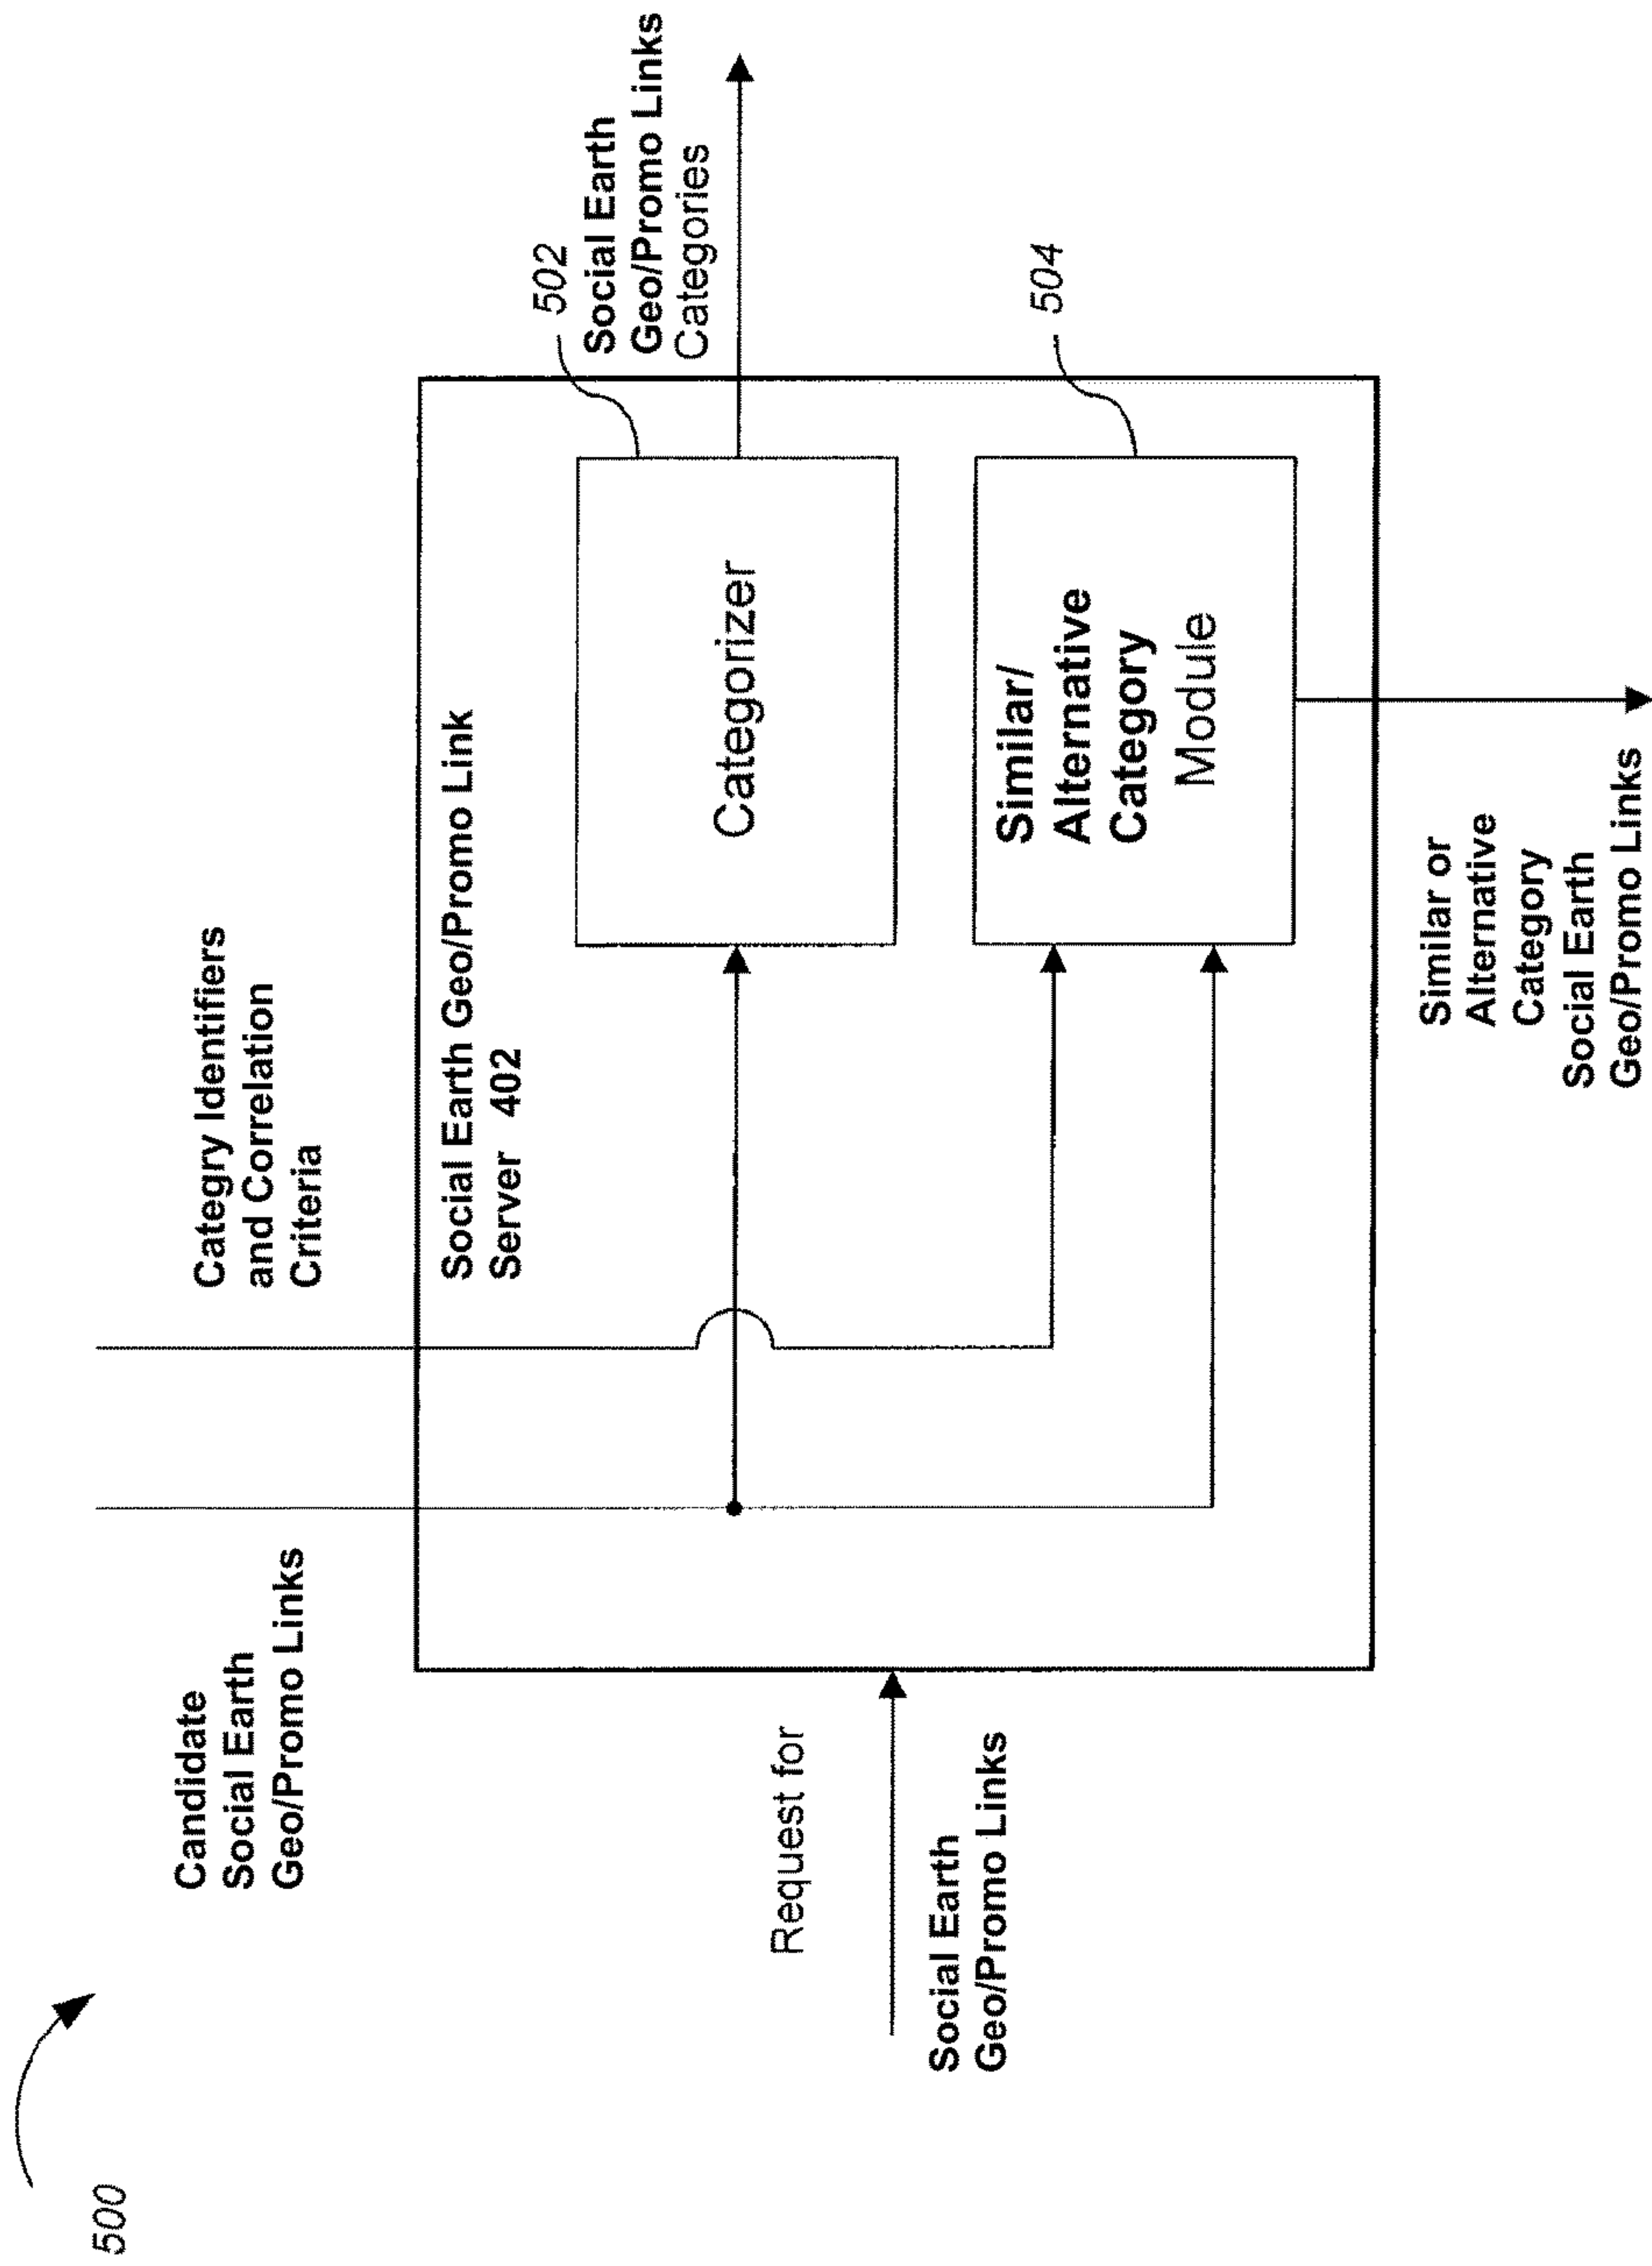 500
Candidate
Social Earth
Geo/Promo Links
Categry Identifiers
and Correlation
Criteria
Request for
Social Earth
Geo/Promo Links
Social Earth Geo/Promo Link
Server 402
Categorizer
502
Social Earth
Geo/Promo Links
Categories
Similar/
Alternative
Category
Module
504
Similar or
Alternative
Category
Social Earth
Geo/Promo Links